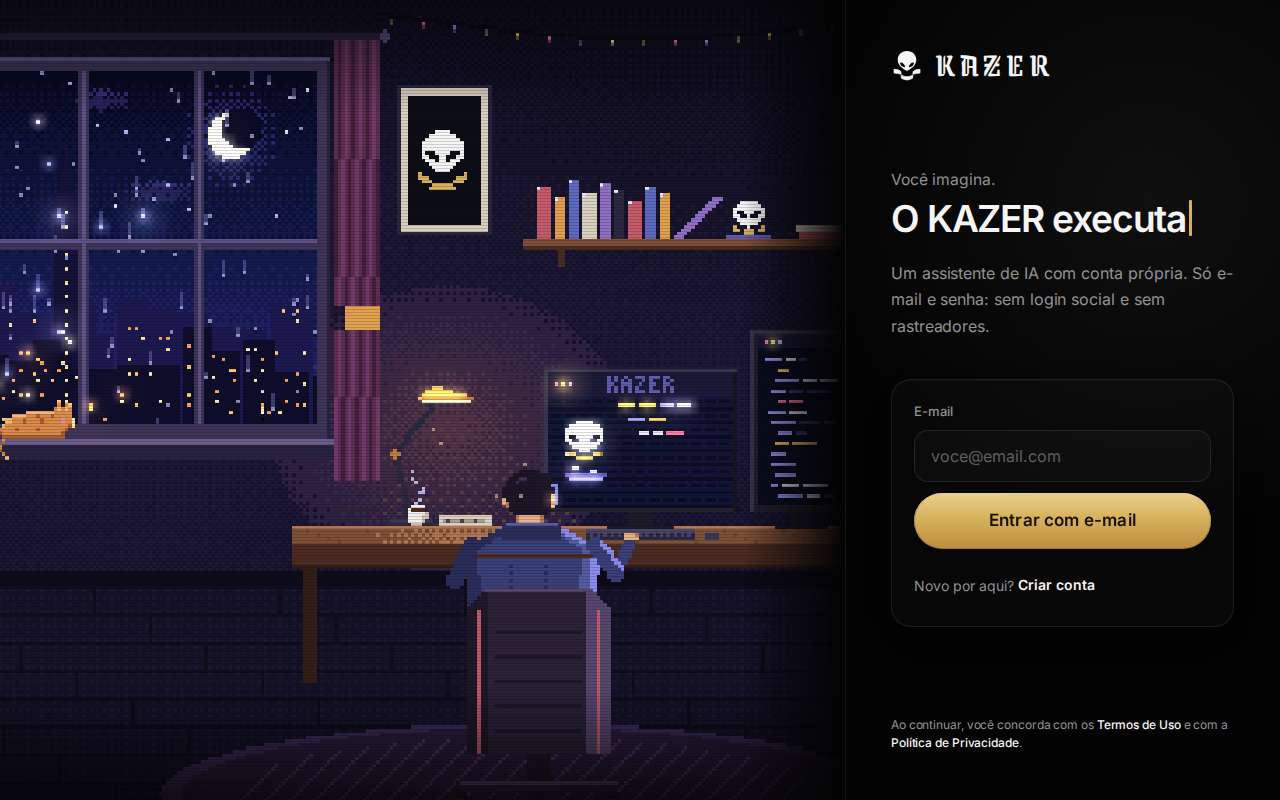 KAZER
Você imagina.
O KAZER executa
Um assistente de IA com conta própria. Só e-
mail e senha: sem login social e sem
rastreadores.
E-mail
voce@email.com
Entrar com e-mail
Novo por aqui? Criar conta
Ao continuar, você concorda com os Termos de Uso e com a
Política de Privacidade.
KAZER